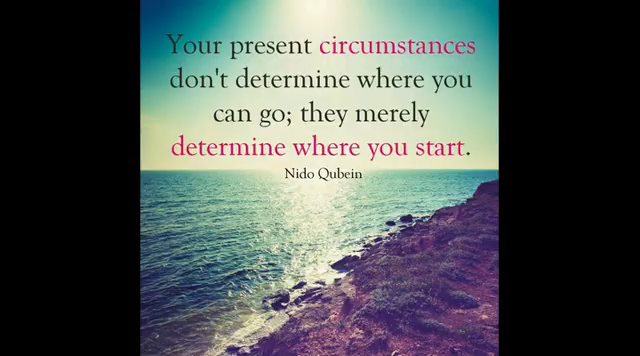 Your present circumstances
don't determine where you
can go; they merely
determine where you start.
Nido Qubein